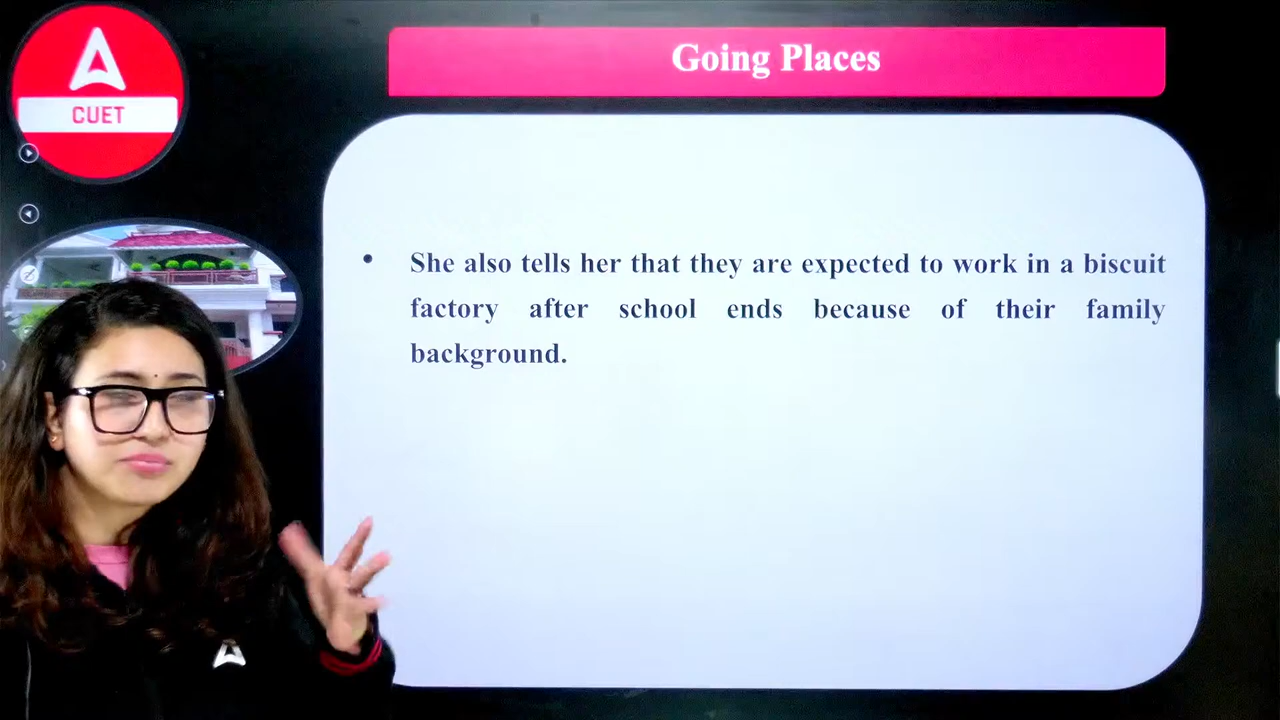 CUET
Going Places
• She also tells her that they are expected to work in a biscuit
factory after school ends because of their family
background.